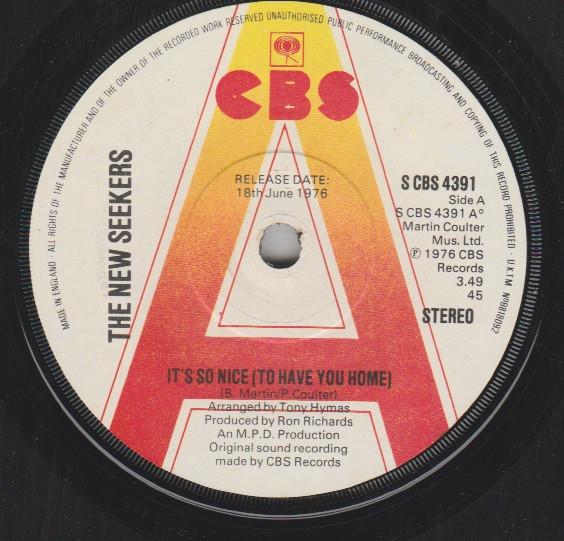 MADE IN ENGLAND · ALL RIGHTS OF THE MANUFACTURER AND OF THE OWNER OF THE RECORDED WORK RESERVED UNAUTHORISED PUBLIC PERFORMANCE BROADCASTING AND COPYING OF THIS RECORD PROHIBITED · U.K.T.M. Nº 8818092
CBS
THE NEW SEEKERS
RELEASE DATE:
18th June 1976
S CBS 4391
Side A
S CBS 4391 A°
Martin Coulter
Mus. Ltd.
℗ 1976 CBS
Records
3.49
45
STEREO
IT'S SO NICE (TO HAVE YOU HOME)
(B. Martin/P. Coulter)
Arranged by Tony Hymas
Produced by Ron Richards
An M.P.D. Production
Original sound recording
made by CBS Records